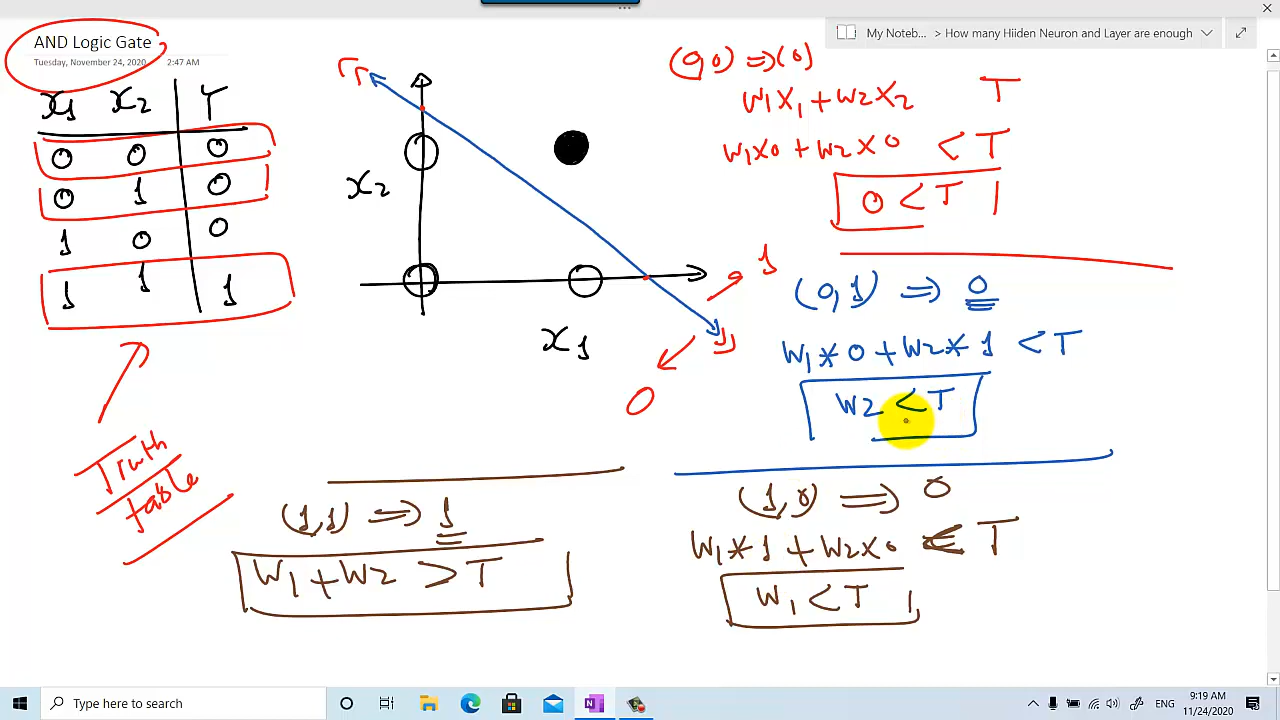 AND Logic Gate
Tuesday, November 24, 2020 2:47 AM
My Noteb... > How many Hiiden Neuron and Layer are enough
x1 x2 Y
0 0 0
0 1 0
1 0 0
1 1 1
Truth
table
x2
x1
1
0
(0,0) => (0)
W1X1 + W2X2 T
W1X0 + W2X0 < T
0 < T
(0,1) => 0
W1*0 + W2*1 < T
W2 < T
(1,0) => 0
W1*1 + W2X0 < T
W1 < T
(1,1) => 1
W1 + W2 > T
Type here to search
ENG
9:19 AM
11/24/2020